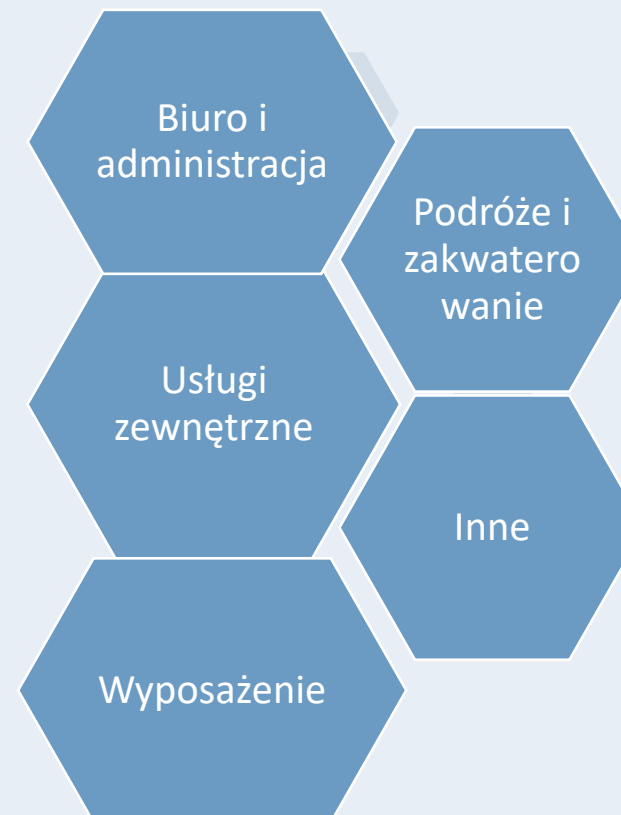 Biuro i
administracja
Podróże i
zakwatero
wanie
Usługi
zewnętrzne
Inne
Wyposażenie